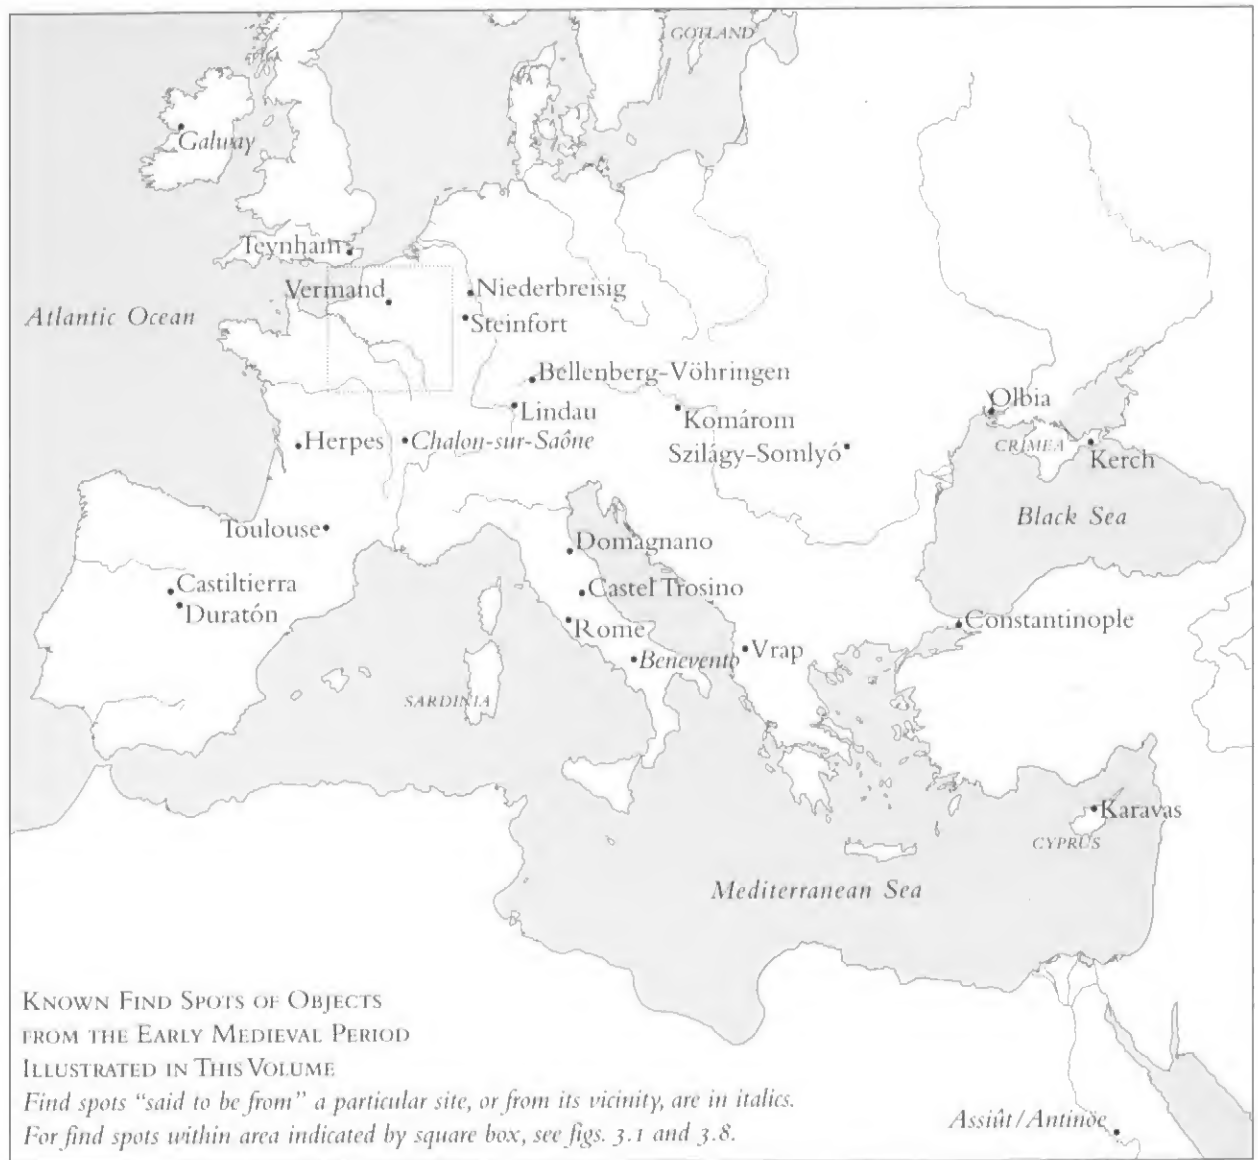 GOTLAND
Galway
Teynham
Vermand
Niederbreisig
Atlantic Ocean
Steinfort
Bellenberg-Vöhringen
Olbia
Lindau
Komárom
Herpes
Chalon-sur-Saône
Szilágy-Somlyó
CRIMEA
Kerch
Black Sea
Toulouse
Domagnano
Castiltierra
Castel Trosino
Duratón
Constantinople
Rome
Vrap
Benevento
SARDINIA
Karavas
CYPRUS
Mediterranean Sea
KNOWN FIND SPOTS OF OBJECTS
FROM THE EARLY MEDIEVAL PERIOD
ILLUSTRATED IN THIS VOLUME
Find spots "said to be from" a particular site, or from its vicinity, are in italics.
Assiût/Antinöe
For find spots within area indicated by square box, see figs. 3.1 and 3.8.